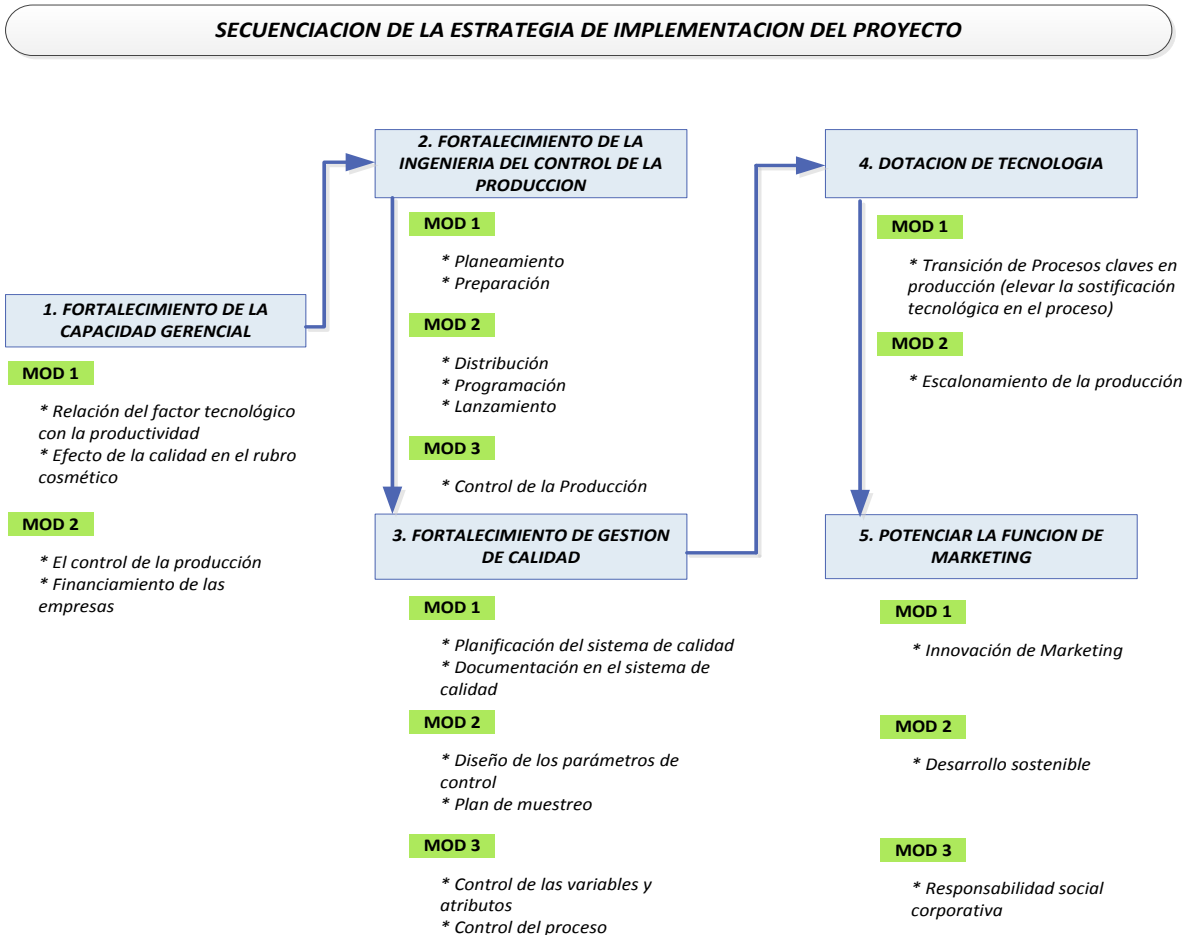 SECUENCIACION DE LA ESTRATEGIA DE IMPLEMENTACION DEL PROYECTO
1. FORTALECIMIENTO DE LA
CAPACIDAD GERENCIAL
MOD 1
* Relación del factor tecnológico
con la productividad
* Efecto de la calidad en el rubro
cosmético
MOD 2
* El control de la producción
* Financiamiento de las
empresas
2. FORTALECIMIENTO DE LA
INGENIERIA DEL CONTROL DE LA
PRODUCCION
MOD 1
* Planeamiento
* Preparación
MOD 2
* Distribución
* Programación
* Lanzamiento
MOD 3
* Control de la Producción
3. FORTALECIMIENTO DE GESTION
DE CALIDAD
MOD 1
* Planificación del sistema de calidad
* Documentación en el sistema de
calidad
MOD 2
* Diseño de los parámetros de
control
* Plan de muestreo
MOD 3
* Control de las variables y
atributos
* Control del proceso
4. DOTACION DE TECNOLOGIA
MOD 1
* Transición de Procesos claves en
producción (elevar la sostificación
tecnológica en el proceso)
MOD 2
* Escalonamiento de la producción
5. POTENCIAR LA FUNCION DE
MARKETING
MOD 1
* Innovación de Marketing
MOD 2
* Desarrollo sostenible
MOD 3
* Responsabilidad social
corporativa